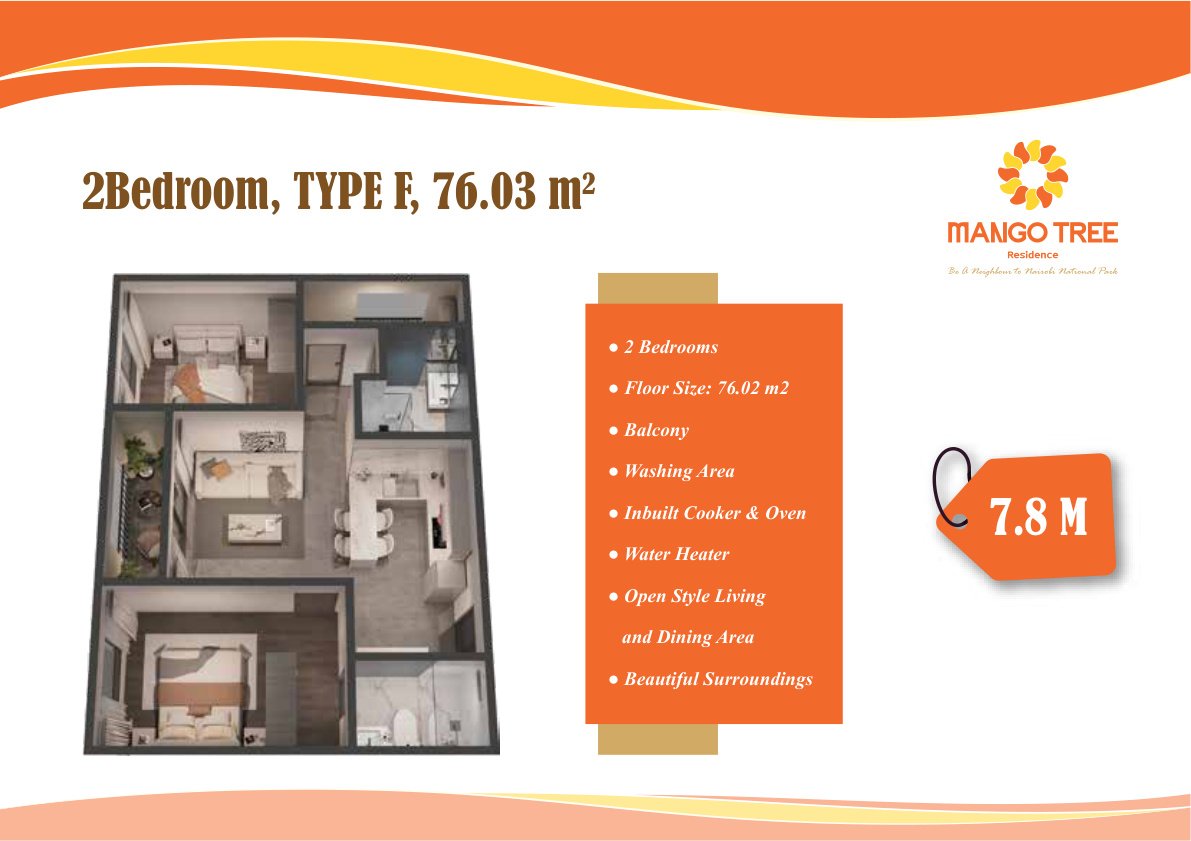 2Bedroom, TYPE F, 76.03 m²
MANGO TREE
Residence
Be A Neighbour to Nairobi National Park
● 2 Bedrooms
● Floor Size: 76.02 m2
● Balcony
● Washing Area
● Inbuilt Cooker & Oven
● Water Heater
● Open Style Living
and Dining Area
● Beautiful Surroundings
7.8 M